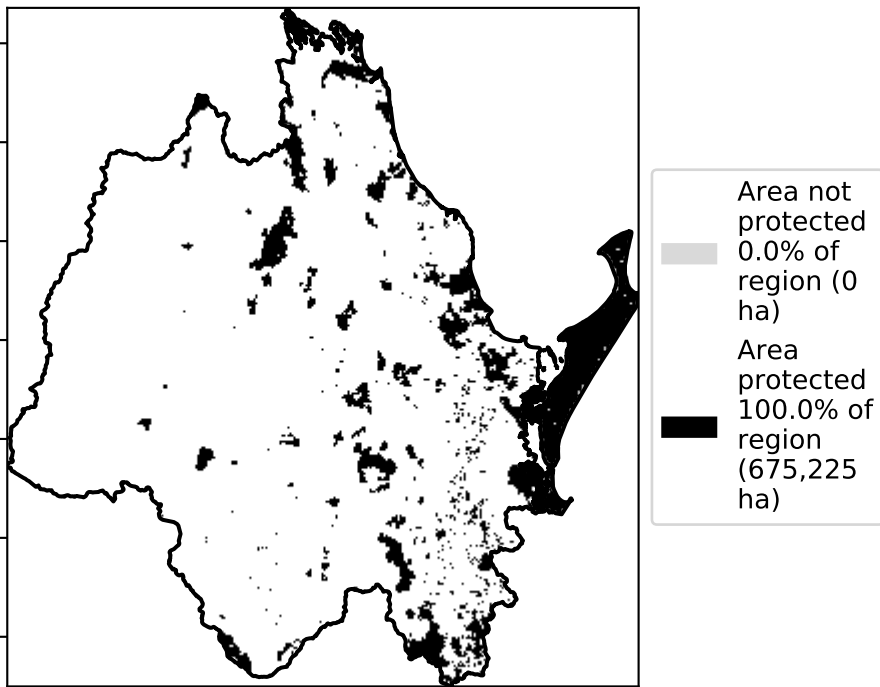 Area not
protected
0.0% of
region (0
ha)
Area
protected
100.0% of
region
(675,225
ha)